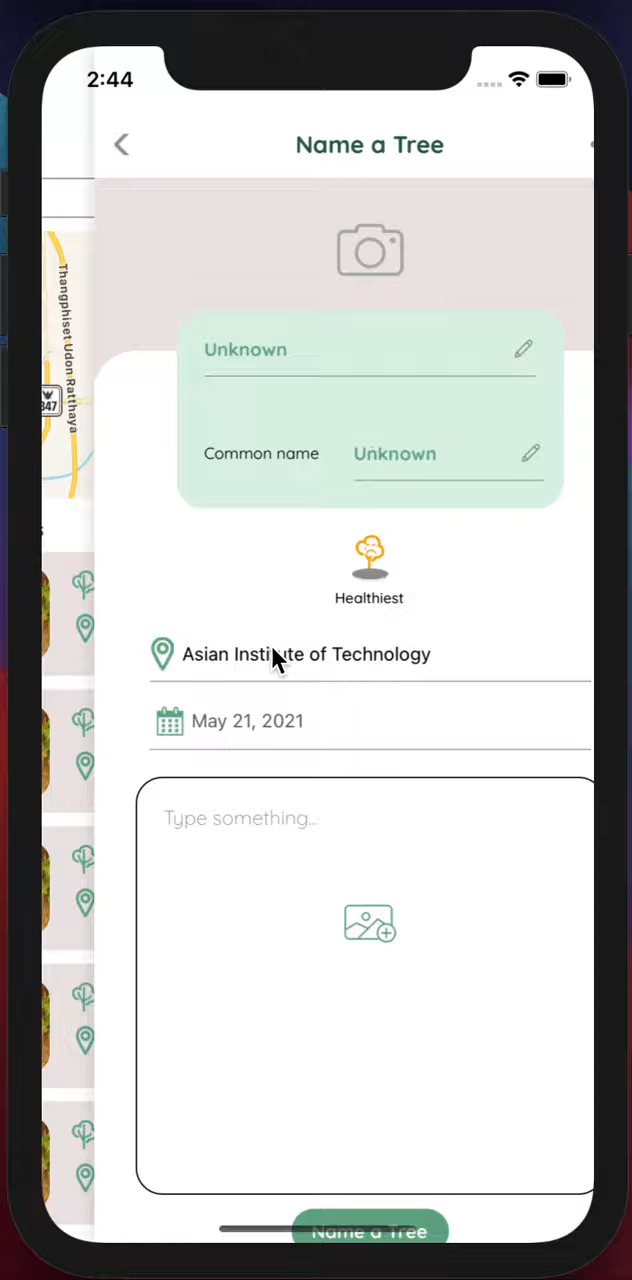 2:44
Name a Tree
Thangphiset Udon Ratthaya
347
Unknown
Common name Unknown
Healthiest
Asian Institute of Technology
May 21, 2021
Type something..
Name a Tree